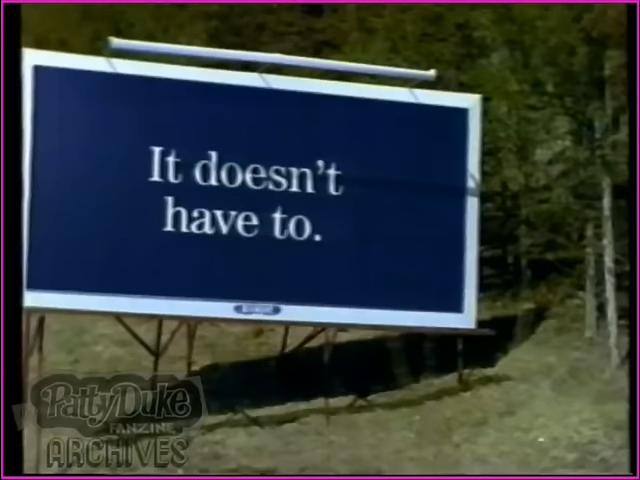 It doesn't
have to.
Patty Duke
FANZINE
ARCHIVES